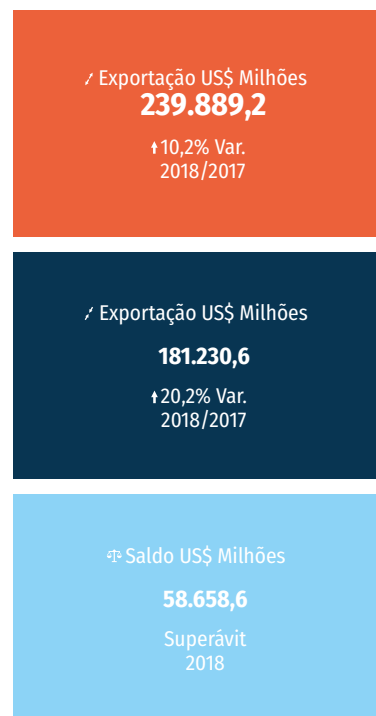 Exportação US$ Milhões
239.889,2
10,2% Var.
2018/2017
Exportação US$ Milhões
181.230,6
20,2% Var.
2018/2017
Saldo US$ Milhões
58.658,6
Superávit
2018